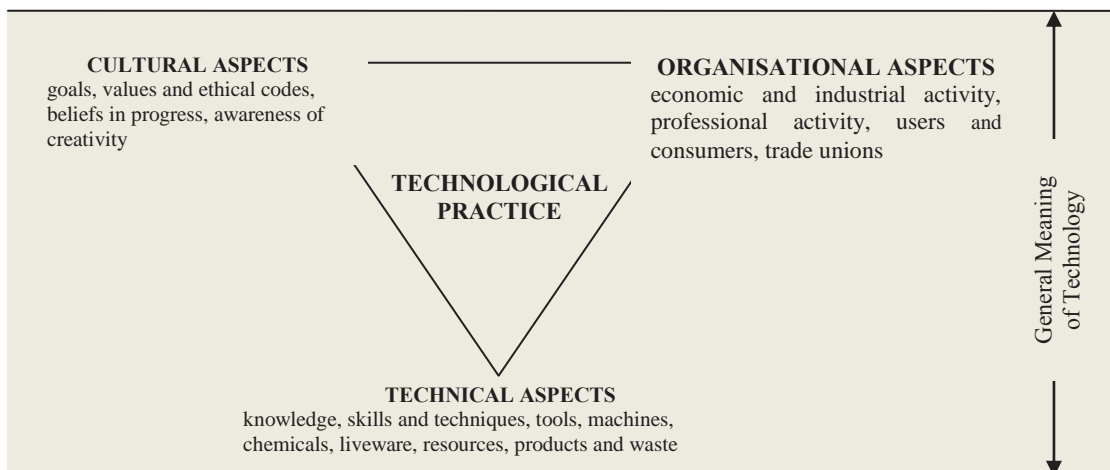 CULTURAL ASPECTS
goals, values and ethical codes,
beliefs in progress, awareness of
creativity
ORGANISATIONAL ASPECTS
economic and industrial activity,
professional activity, users and
consumers, trade unions
TECHNOLOGICAL
PRACTICE
TECHNICAL ASPECTS
knowledge, skills and techniques, tools, machines,
chemicals, liveware, resources, products and waste
General Meaning
of Technology